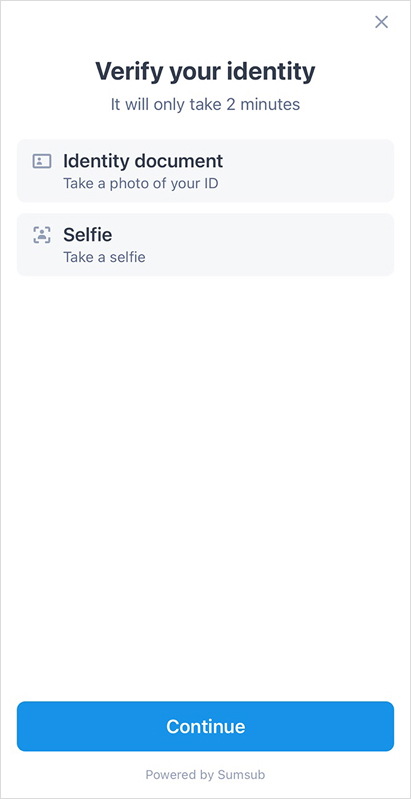 Verify your identity
It will only take 2 minutes
Identity document
Take a photo of your ID
Selfie
Take a selfie
Continue
Powered by Sumsub